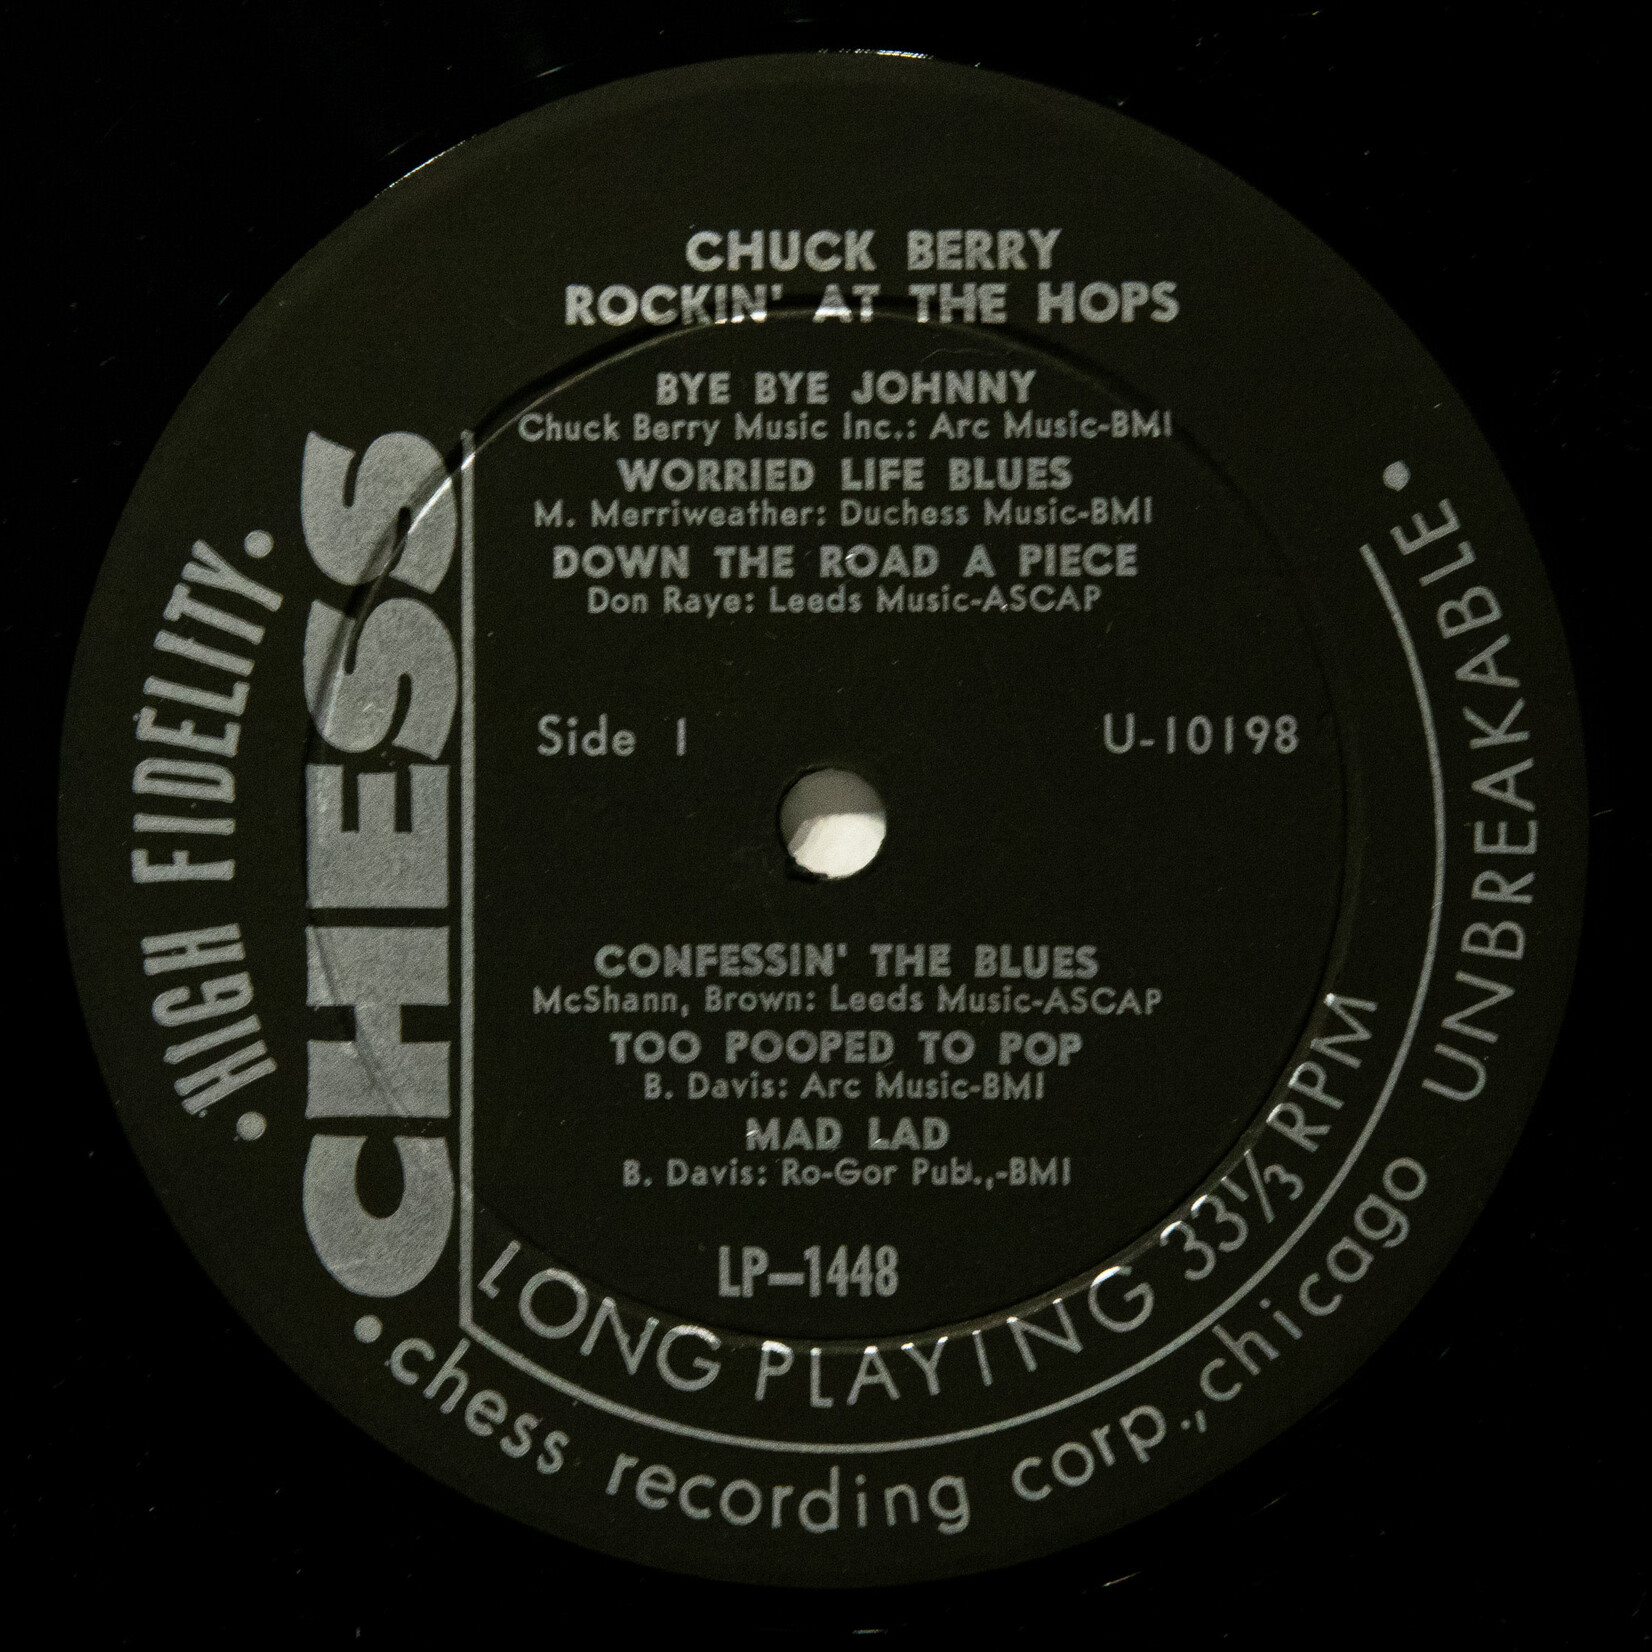 CHUCK BERRY
ROCKIN' AT THE HOPS
BYE BYE JOHNNY
Chuck Berry Music Inc.: Arc Music-BMI
WORRIED LIFE BLUES
M. Merriweather: Duchess Music-BMI
DOWN THE ROAD A PIECE
Don Raye: Leeds Music-ASCAP
Side 1 U-10198
CONFESSIN' THE BLUES
McShann, Brown: Leeds Music-ASCAP
TOO POOPED TO POP
B. Davis: Arc Music-BMI
MAD LAD
B. Davis: Ro-Gor Pub.,-BMI
LP-1448
LONG PLAYING 33 1/3 RPM
CHESS
• HIGH FIDELITY •
• chess recording corp., chicago UNBREAKABLE •